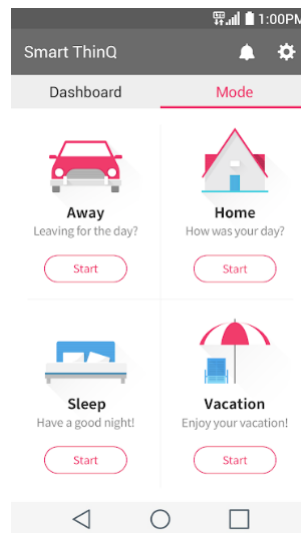 1:00PM
Smart ThinQ
Dashboard Mode
Away Home
Leaving for the day? How was your day?
Start Start
Sleep Vacation
Have a good night! Enjoy your vacation!
Start Start